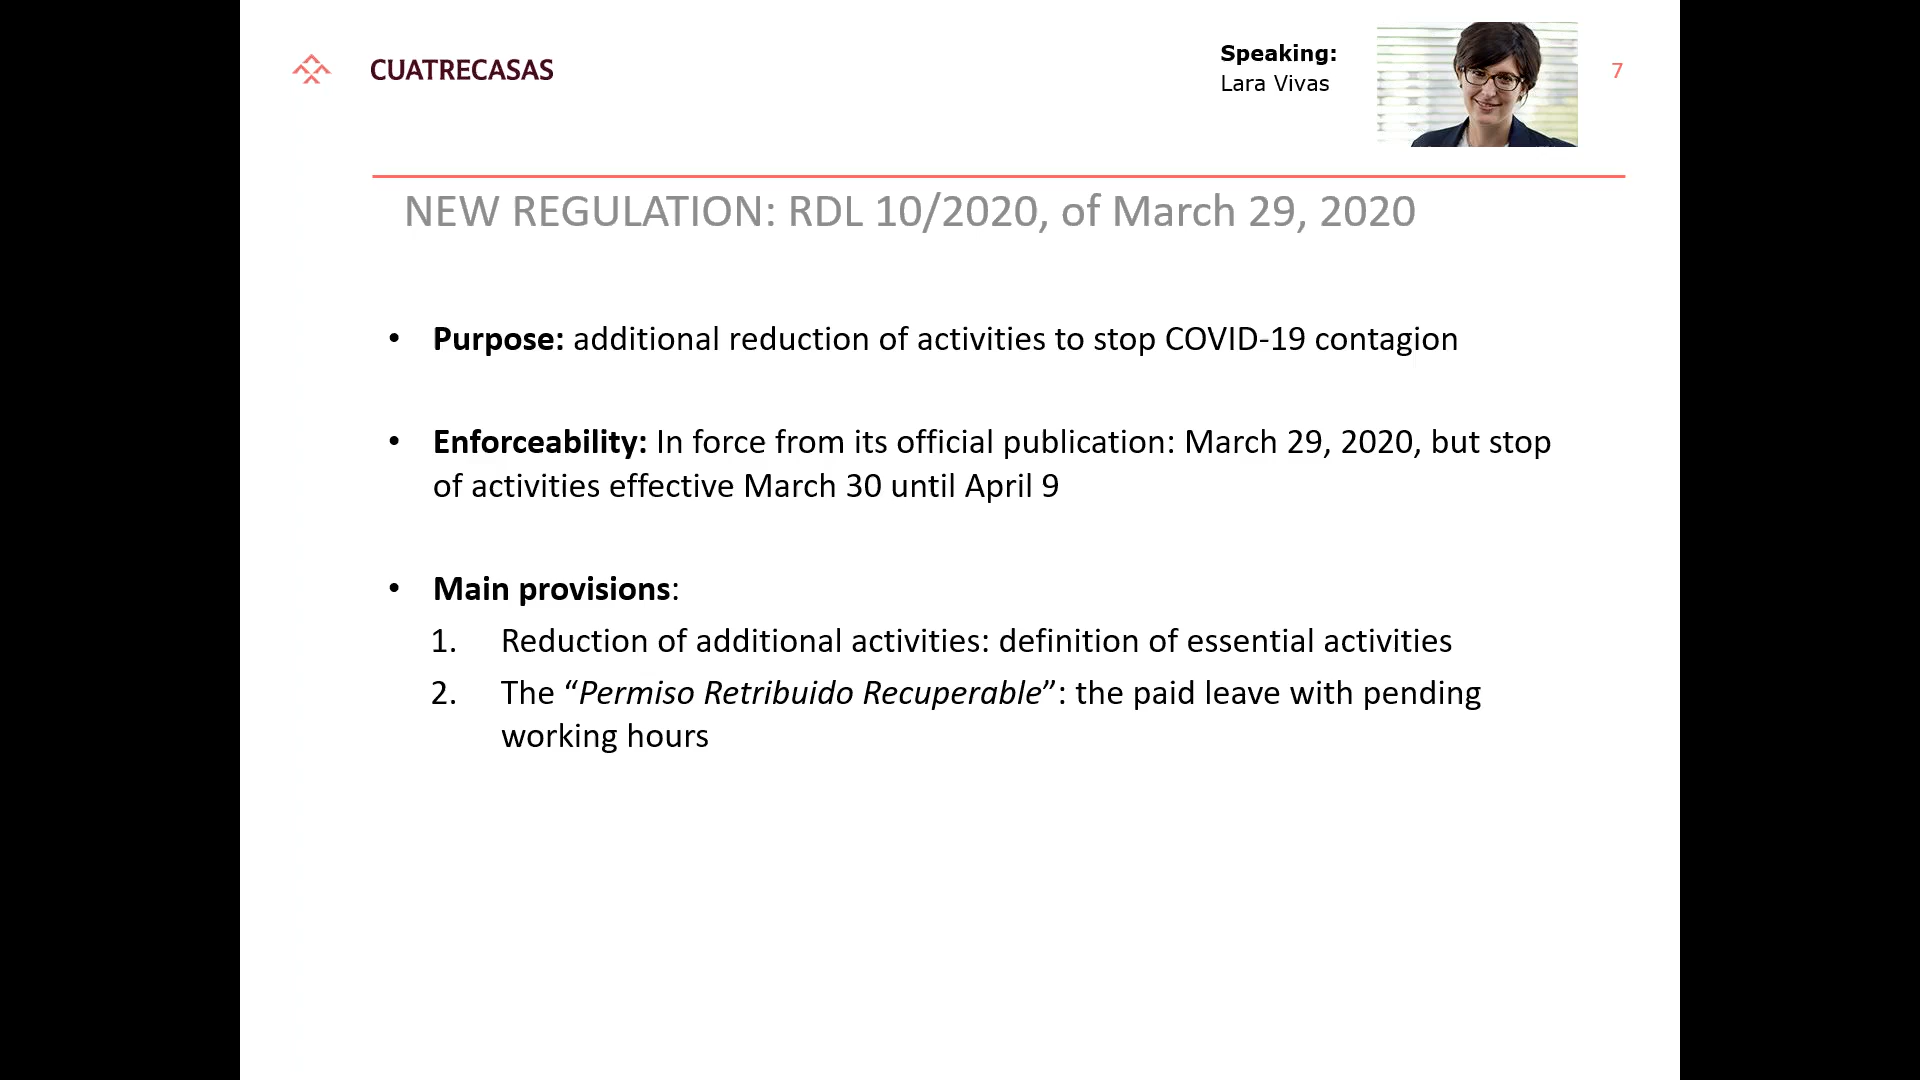 CUATRECASAS
Speaking:
Lara Vivas
7
NEW REGULATION: RDL 10/2020, of March 29, 2020
• Purpose: additional reduction of activities to stop COVID-19 contagion
• Enforceability: In force from its official publication: March 29, 2020, but stop
of activities effective March 30 until April 9
• Main provisions:
1. Reduction of additional activities: definition of essential activities
2. The “Permiso Retribuido Recuperable”: the paid leave with pending
working hours